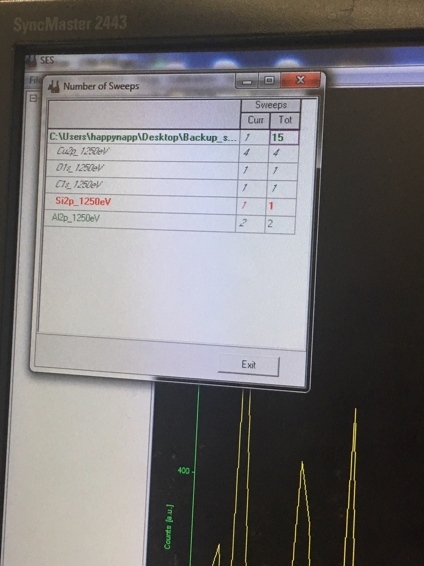 SyncMaster 2443
SES
Number of Sweeps
Sweeps
Curr Tot
C:\Users\happynapp\Desktop\Backup_s... 1 15
Cu2p_1250eV 4 4
O1s_1250eV 1 1
C1s_1250eV 1 1
Si2p_1250eV 1 1
Al2p_1250eV 2 2
Exit
400
Counts [a.u.]